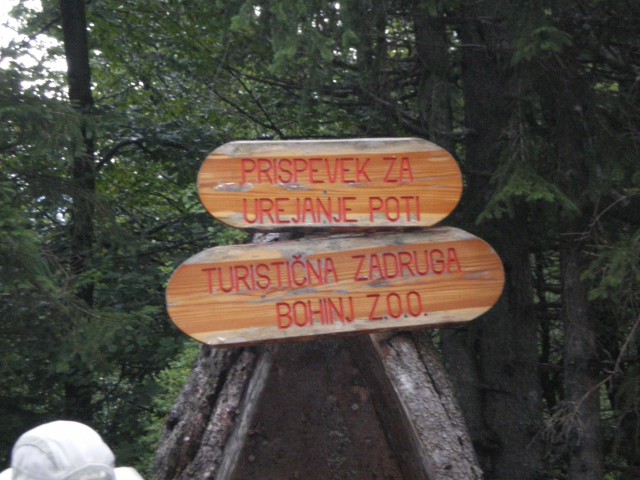 PRISPEVEK ZA
UREJANJE POTI
TURISTIČNA ZADRUGA
BOHINJ Z.O.O.